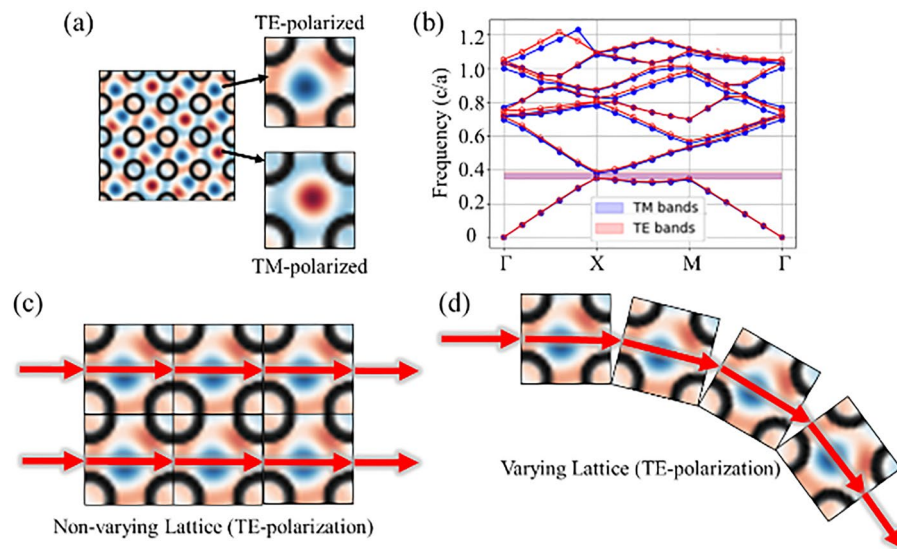 (a)
TE-polarized
TM-polarized
(b)
Frequency (c/a)
1.2
1.0
0.8
0.6
0.4
0.2
0
TM bands
TE bands
Γ X M Γ
(c)
Non-varying Lattice (TE-polarization)
(d)
Varying Lattice (TE-polarization)